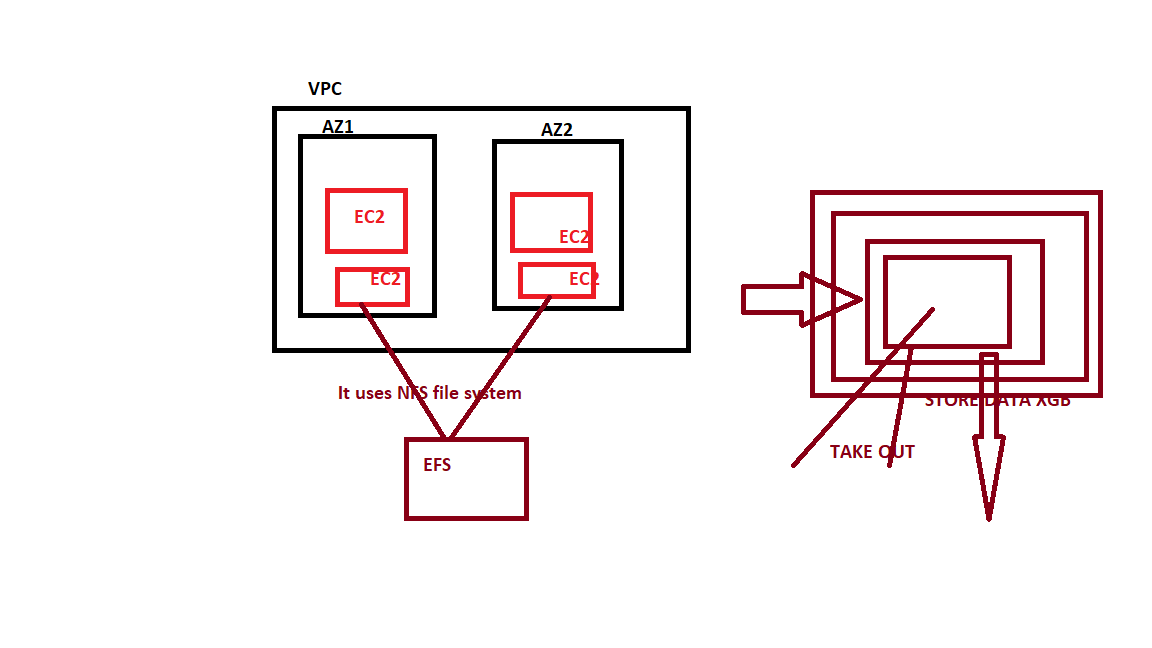 VPC
AZ1
AZ2
EC2
EC2
EC2
EC2
It uses NFS file system
EFS
STORE DATA XGB
TAKE OUT